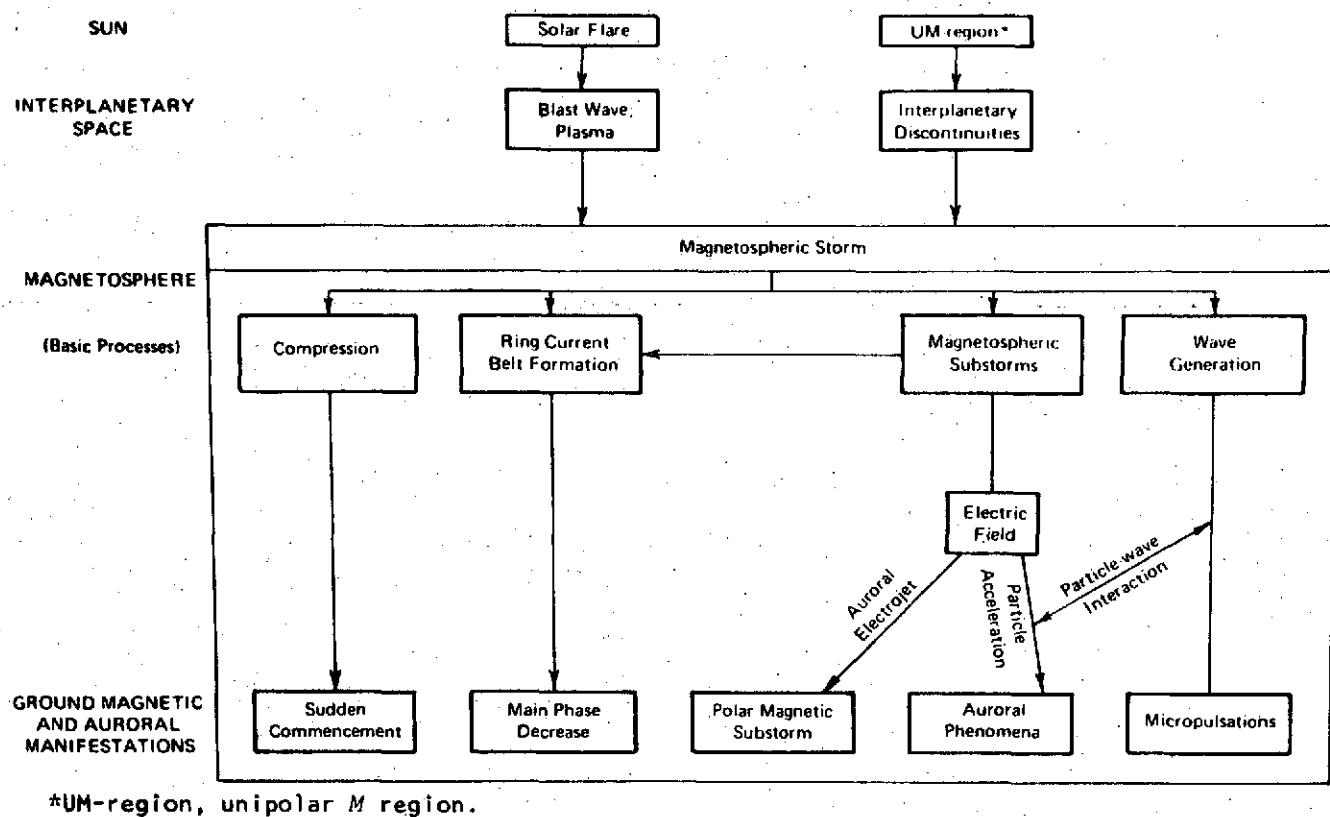 SUN
Solar Flare
UM-region*
INTERPLANETARY
SPACE
Blast Wave,
Plasma
Interplanetary
Discontinuities
Magnetospheric Storm
MAGNETOSPHERE
(Basic Processes)
Compression
Ring Current
Belt Formation
Magnetospheric
Substorms
Wave
Generation
Electric
Field
Auroral
Electrojet
Particle
Acceleration
Particle-wave
Interaction
GROUND MAGNETIC
AND AURORAL
MANIFESTATIONS
Sudden
Commencement
Main Phase
Decrease
Polar Magnetic
Substorm
Auroral
Phenomena
Micropulsations
*UM-region, unipolar M region.